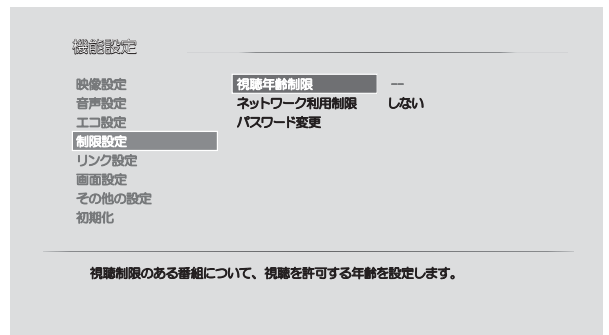 機能設定
映像設定
音声設定
エコ設定
制限設定
リンク設定
画面設定
その他の設定
初期化
視聴年齢制限 --
ネットワーク利用制限 しない
パスワード変更
視聴制限のある番組について、視聴を許可する年齢を設定します。